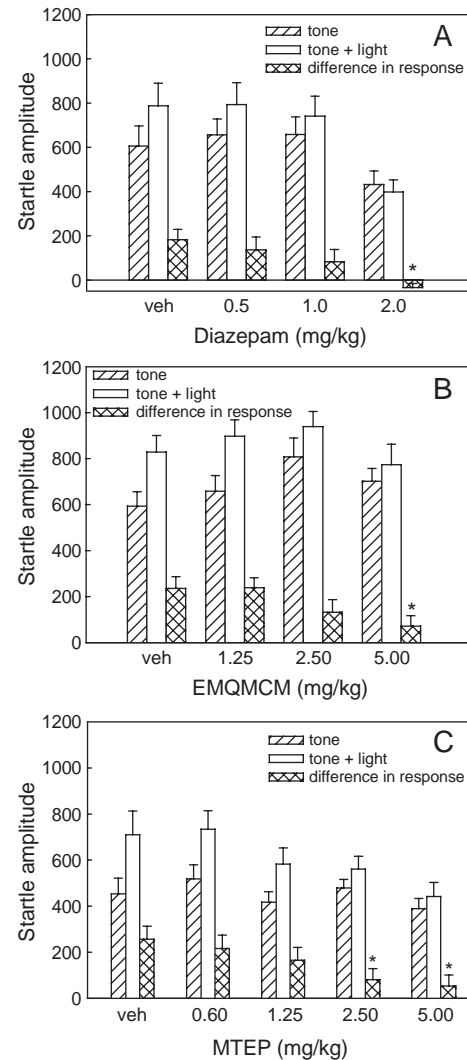 1200
tone
A
1000
tone + light
difference in response
800
600
400
200
0
*
Startle amplitude
veh
0.5
1.0
2.0
Diazepam (mg/kg)
1200
tone
B
1000
tone + light
difference in response
800
600
400
200
0
*
Startle amplitude
veh
1.25
2.50
5.00
EMQMCM (mg/kg)
1200
tone
C
1000
tone + light
difference in response
800
600
400
200
0
*
*
Startle amplitude
veh
0.60
1.25
2.50
5.00
MTEP (mg/kg)